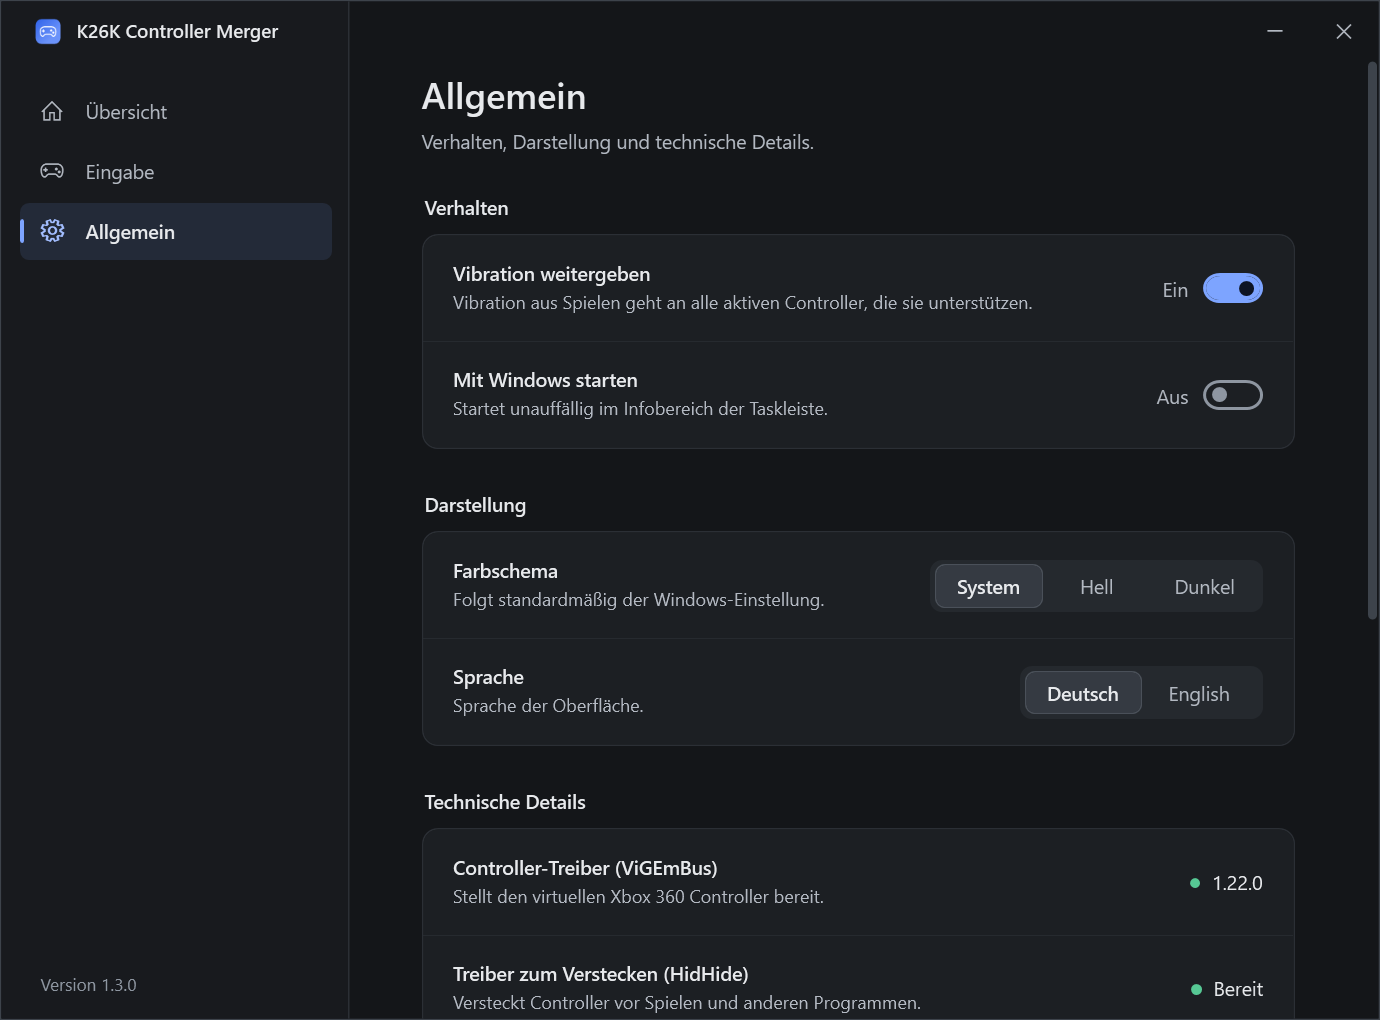 K26K Controller Merger
Übersicht
Eingabe
Allgemein
Version 1.3.0
Allgemein
Verhalten, Darstellung und technische Details.
Verhalten
Vibration weitergeben
Vibration aus Spielen geht an alle aktiven Controller, die sie unterstützen.
Ein
Mit Windows starten
Startet unauffällig im Infobereich der Taskleiste.
Aus
Darstellung
Farbschema
Folgt standardmäßig der Windows-Einstellung.
System Hell Dunkel
Sprache
Sprache der Oberfläche.
Deutsch English
Technische Details
Controller-Treiber (ViGEmBus)
Stellt den virtuellen Xbox 360 Controller bereit.
1.22.0
Treiber zum Verstecken (HidHide)
Versteckt Controller vor Spielen und anderen Programmen.
Bereit